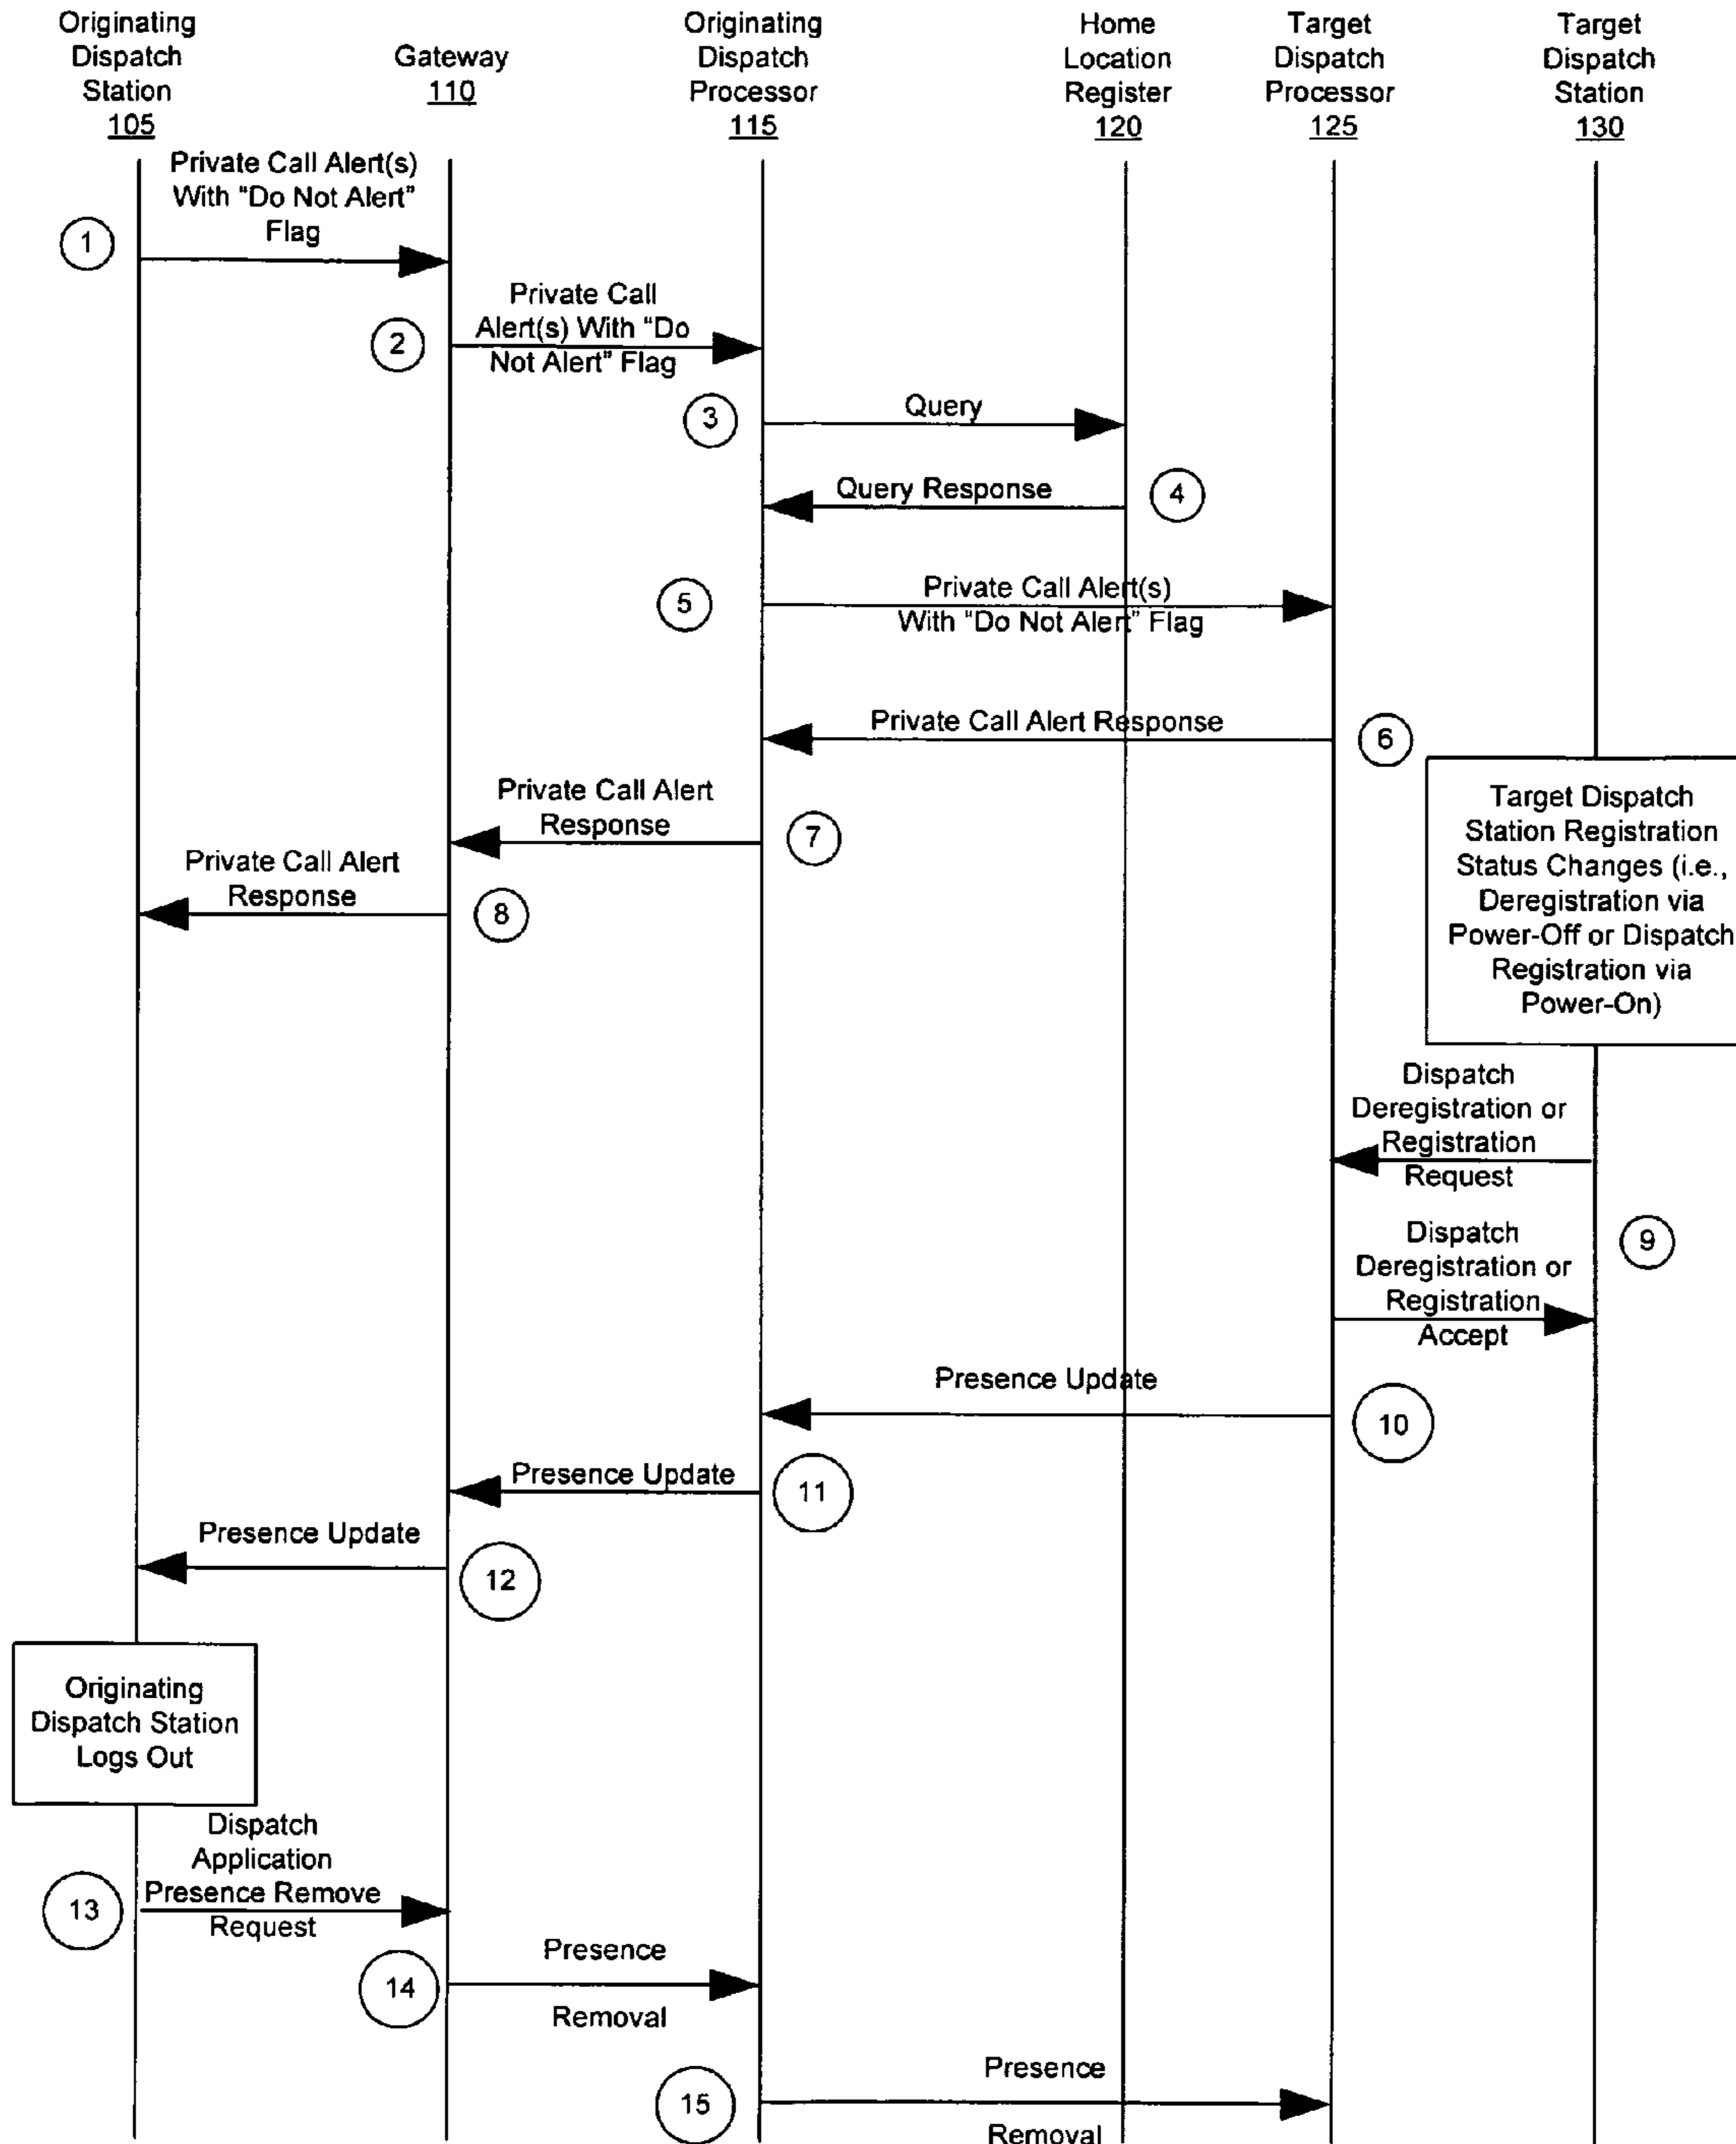 Originating
Dispatch
Station
105
Gateway
110
Originating
Dispatch
Processor
115
Home
Location
Register
120
Target
Dispatch
Processor
125
Target
Dispatch
Station
130
Private Call Alert(s)
With "Do Not Alert"
Flag
1
Private Call
Alert(s) With "Do
Not Alert" Flag
2
Query
3
Query Response
4
Private Call Alert(s)
With "Do Not Alert" Flag
5
Private Call Alert Response
6
Private Call Alert
Response
7
Private Call Alert
Response
8
Target Dispatch
Station Registration
Status Changes (i.e.,
Deregistration via
Power-Off or Dispatch
Registration via
Power-On)
Dispatch
Deregistration or
Registration
Request
9
Dispatch
Deregistration or
Registration
Accept
Presence Update
10
Presence Update
11
Presence Update
12
Originating
Dispatch Station
Logs Out
Dispatch
Application
Presence Remove
Request
13
Presence
Removal
14
Presence
Removal
15